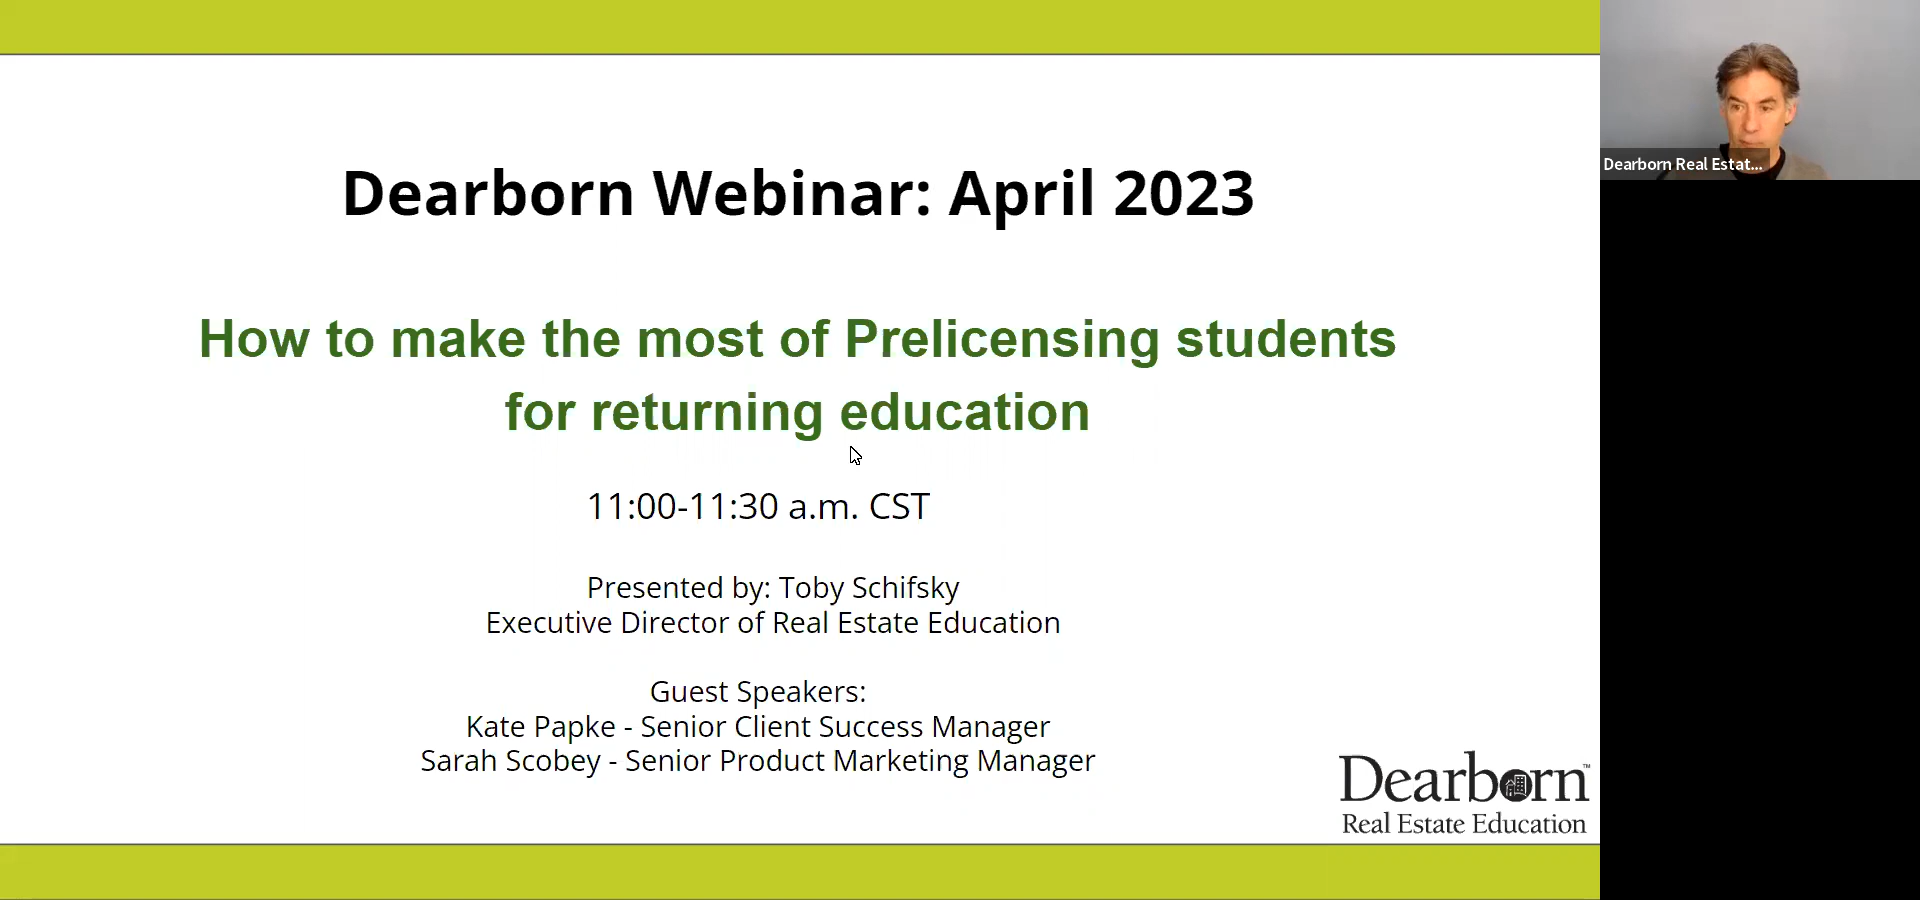 Dearborn Webinar: April 2023
How to make the most of Prelicensing students
for returning education
11:00-11:30 a.m. CST
Presented by: Toby Schifsky
Executive Director of Real Estate Education
Guest Speakers:
Kate Papke - Senior Client Success Manager
Sarah Scobey - Senior Product Marketing Manager
Dearborn™
Real Estate Education
Dearborn Real Estat...